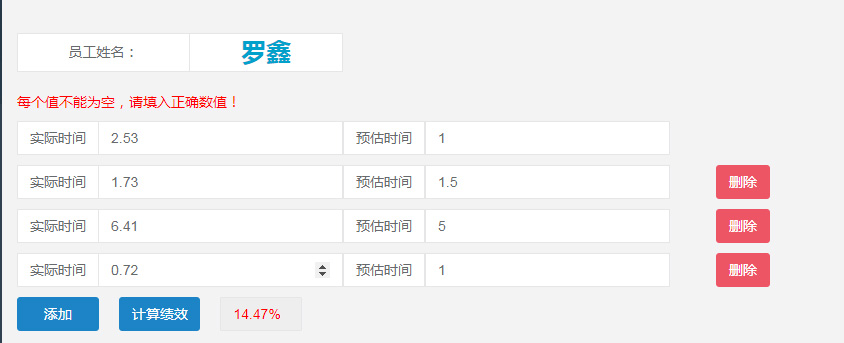 员工姓名： 罗鑫
每个值不能为空，请填入正确数值！
实际时间 2.53 预估时间 1
实际时间 1.73 预估时间 1.5 删除
实际时间 6.41 预估时间 5 删除
实际时间 0.72 预估时间 1 删除
添加 计算绩效 14.47%